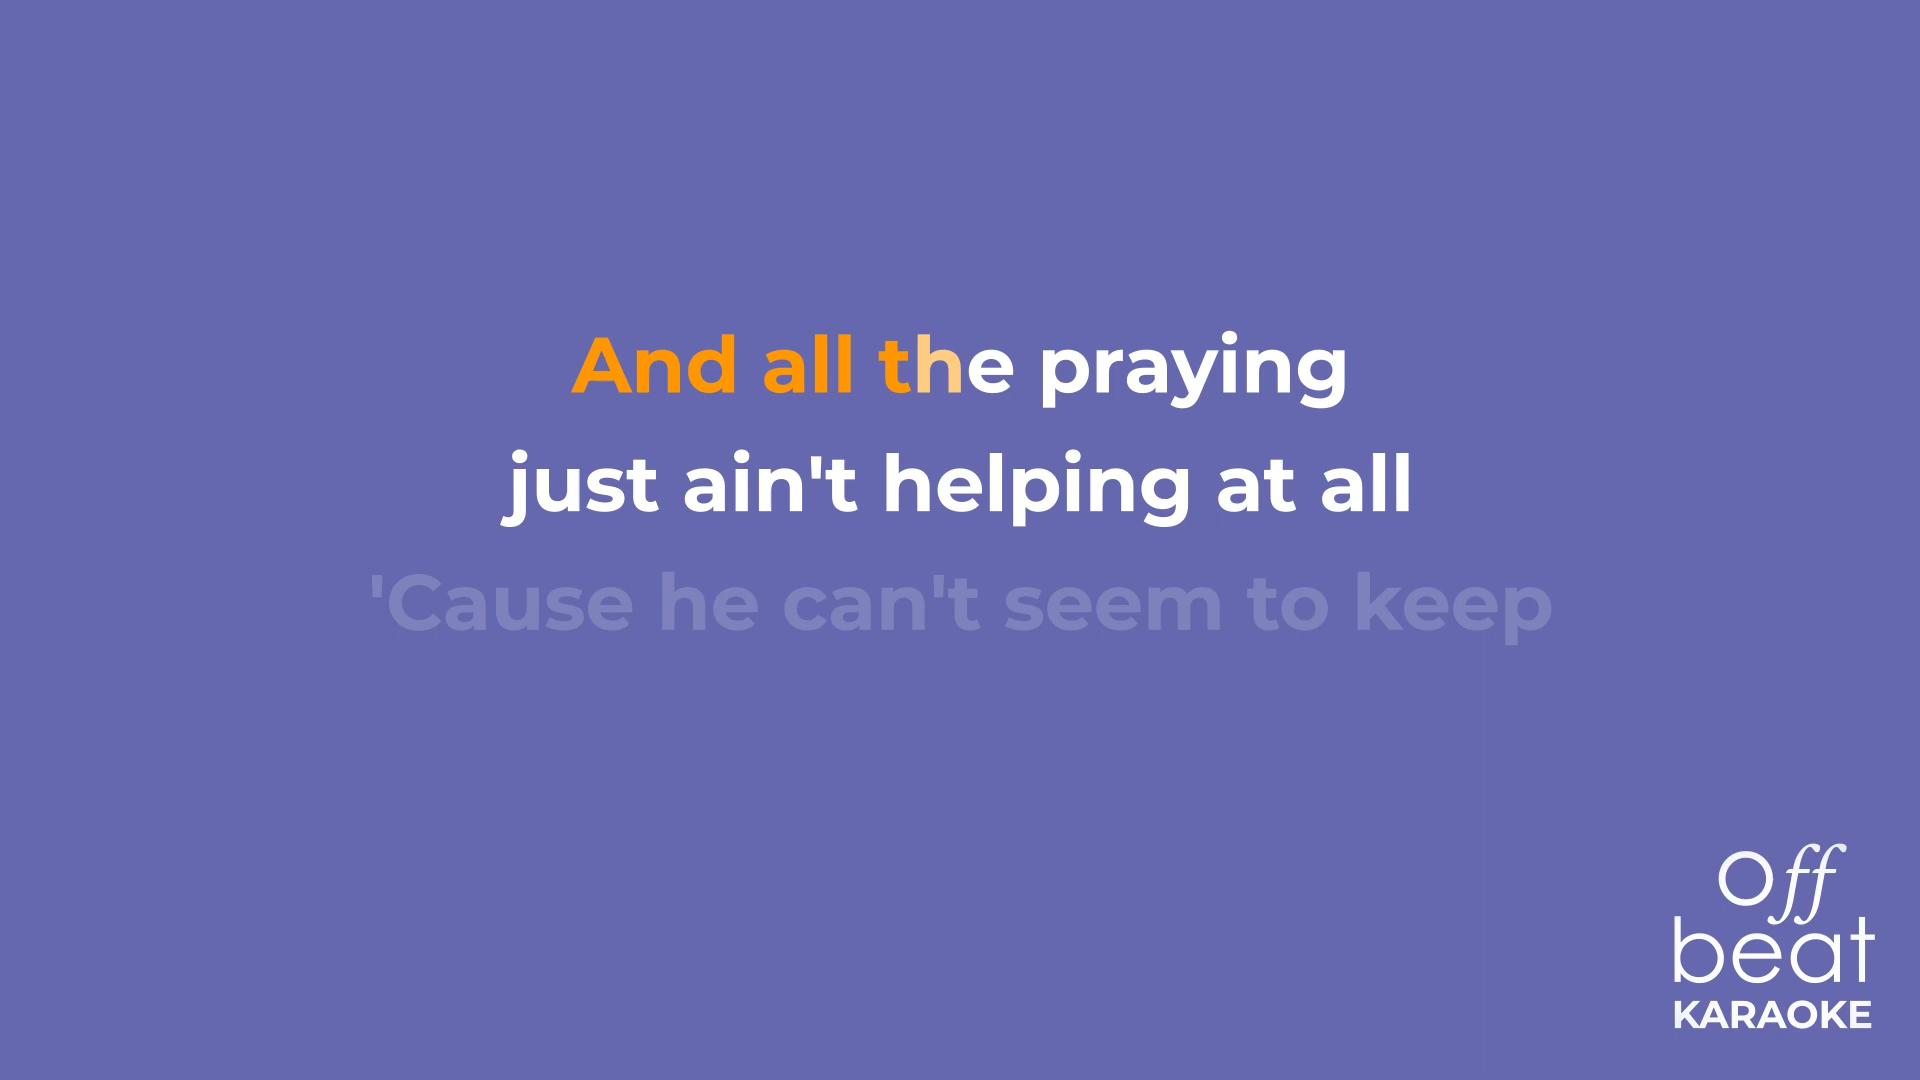 And all the praying
just ain't helping at all
'Cause he can't seem to keep
Off
beat
KARAOKE